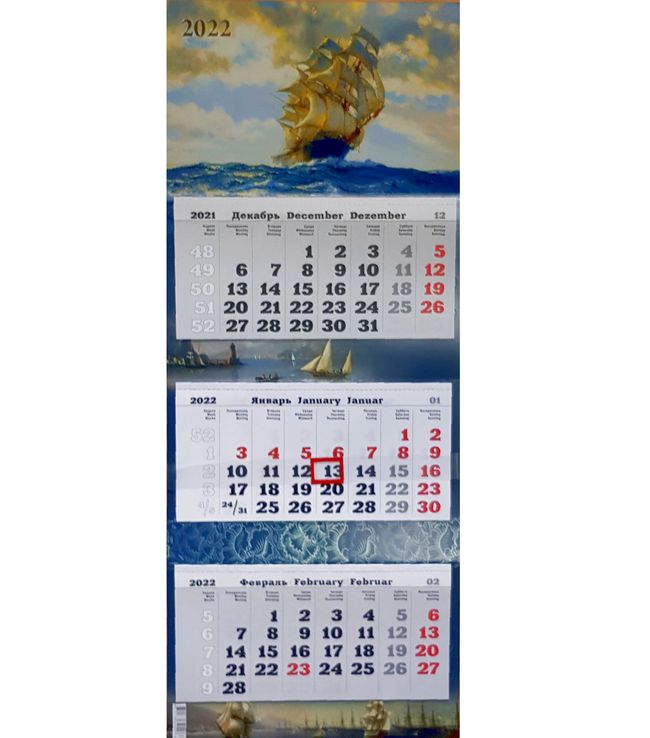 2022
2021 Декабрь December Dezember 12
48 1 2 3 4 5
49 6 7 8 9 10 11 12
50 13 14 15 16 17 18 19
51 20 21 22 23 24 25 26
52 27 28 29 30 31
2022 Январь January Januar 01
52 1 2
1 3 4 5 6 7 8 9
2 10 11 12 13 14 15 16
3 17 18 19 20 21 22 23
4/5 24/31 25 26 27 28 29 30
2022 Февраль February Februar 02
5 1 2 3 4 5 6
6 7 8 9 10 11 12 13
7 14 15 16 17 18 19 20
8 21 22 23 24 25 26 27
9 28